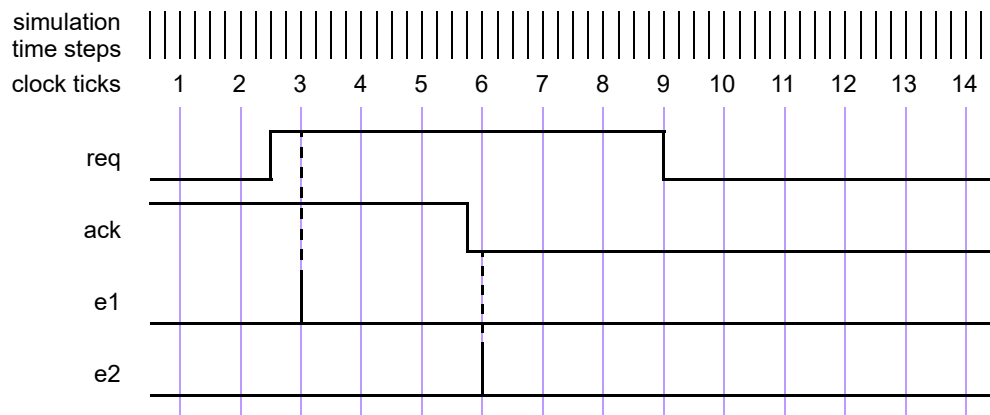 simulation
time steps
clock ticks 1 2 3 4 5 6 7 8 9 10 11 12 13 14
req
ack
e1
e2